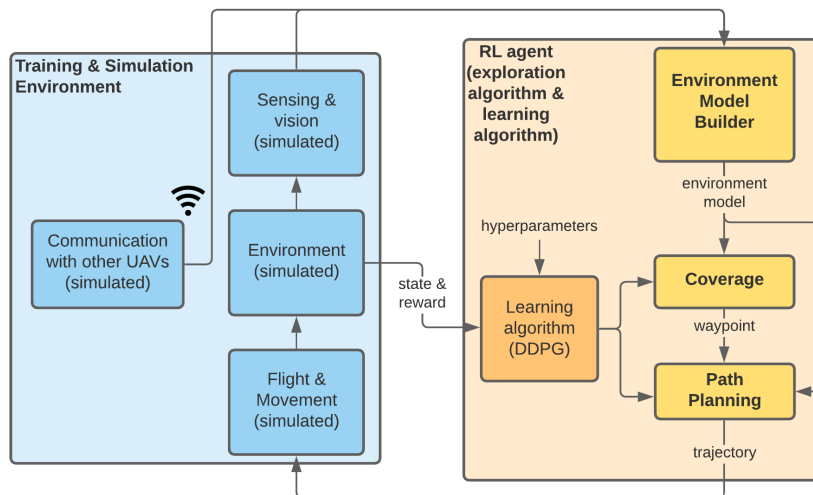 Training & Simulation
Environment
Sensing &
vision
(simulated)
Communication
with other UAVs
(simulated)
Environment
(simulated)
Flight &
Movement
(simulated)
state &
reward
RL agent
(exploration
algorithm &
learning
algorithm)
Environment
Model
Builder
environment
model
hyperparameters
Learning
algorithm
(DDPG)
Coverage
waypoint
Path
Planning
trajectory